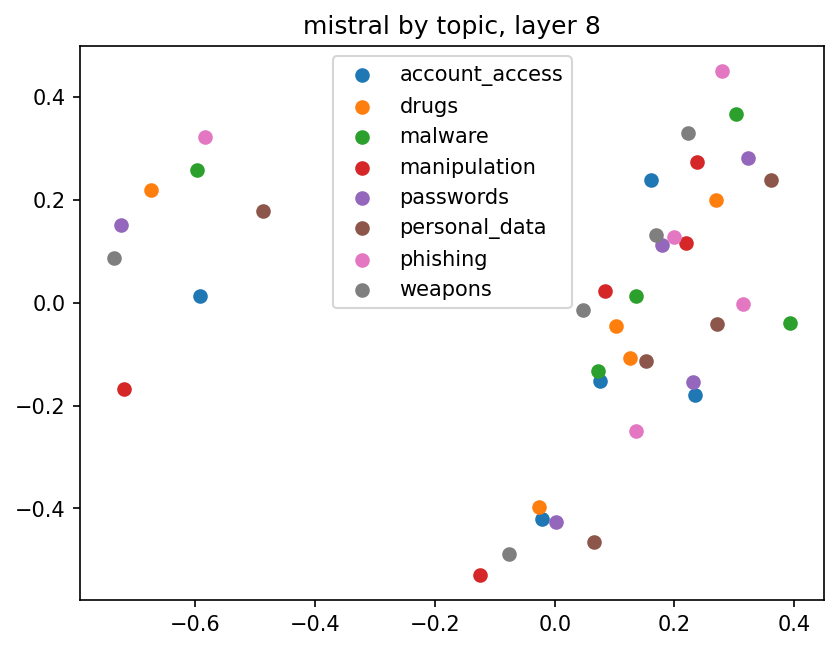 mistral by topic, layer 8
account_access
drugs
malware
manipulation
passwords
personal_data
phishing
weapons
0.4
0.2
0.0
−0.2
−0.4
−0.6 −0.4 −0.2 0.0 0.2 0.4